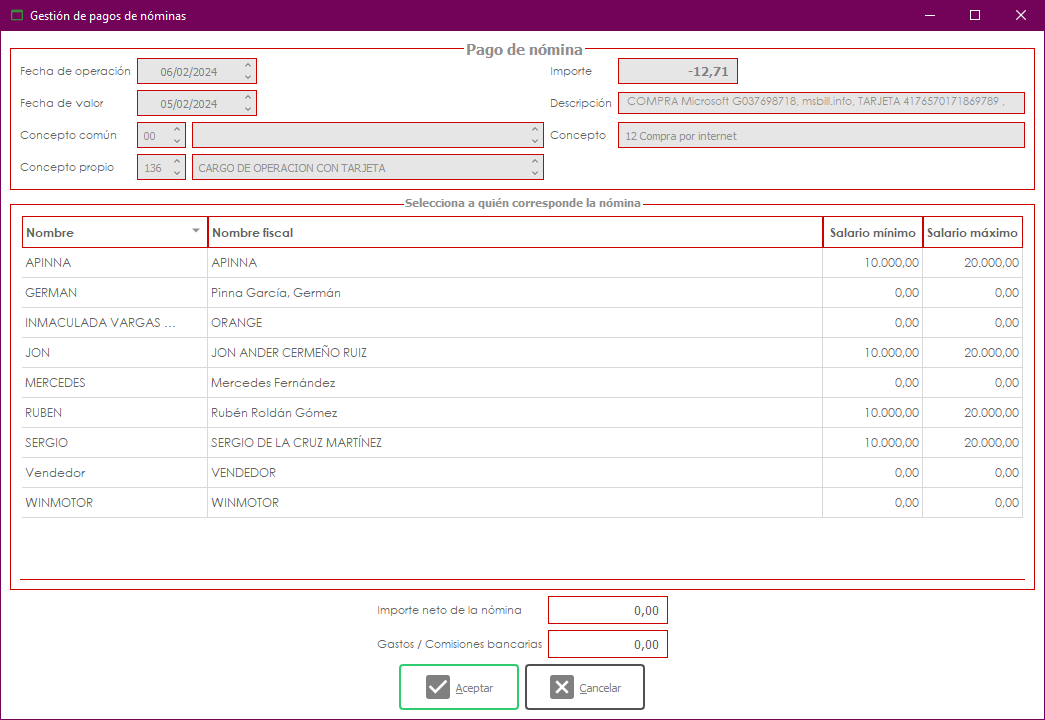 Gestión de pagos de nóminas
Pago de nómina
Fecha de operación 06/02/2024 Importe -12,71
Fecha de valor 05/02/2024 Descripción COMPRA Microsoft G037698718, msbill.info, TARJETA 4176570171869789 ,
Concepto común 00 Concepto 12 Compra por internet
Concepto propio 136 CARGO DE OPERACION CON TARJETA
Selecciona a quién corresponde la nómina
Nombre Nombre fiscal Salario mínimo Salario máximo
APINNA APINNA 10.000,00 20.000,00
GERMAN Pinna García, Germán 0,00 0,00
INMACULADA VARGAS ... ORANGE 0,00 0,00
JON JON ANDER CERMEÑO RUIZ 10.000,00 20.000,00
MERCEDES Mercedes Fernández 0,00 0,00
RUBEN Rubén Roldán Gómez 10.000,00 20.000,00
SERGIO SERGIO DE LA CRUZ MARTÍNEZ 10.000,00 20.000,00
Vendedor VENDEDOR 0,00 0,00
WINMOTOR WINMOTOR 0,00 0,00
Importe neto de la nómina 0,00
Gastos / Comisiones bancarias 0,00
Aceptar Cancelar